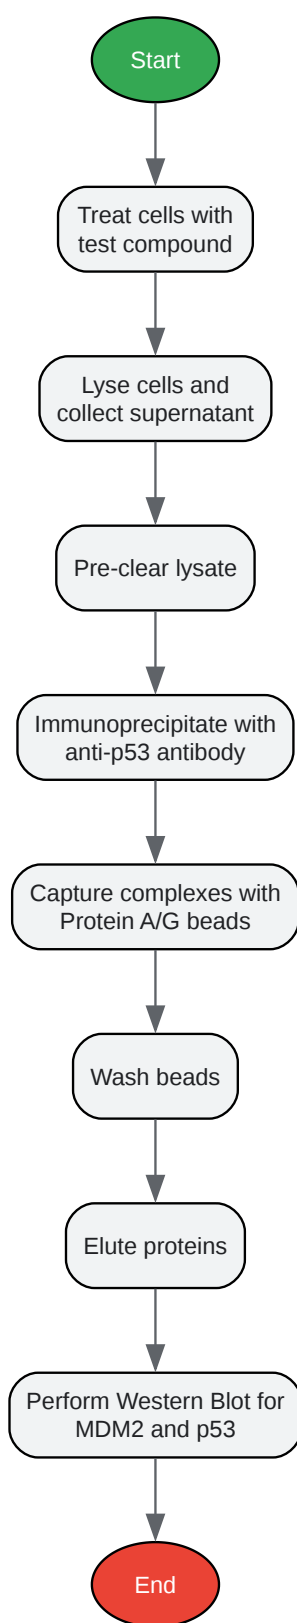 Start
Treat cells with
test compound
Lyse cells and
collect supernatant
Pre-clear lysate
Immunoprecipitate with
anti-p53 antibody
Capture complexes with
Protein A/G beads
Wash beads
Elute proteins
Perform Western Blot for
MDM2 and p53
End